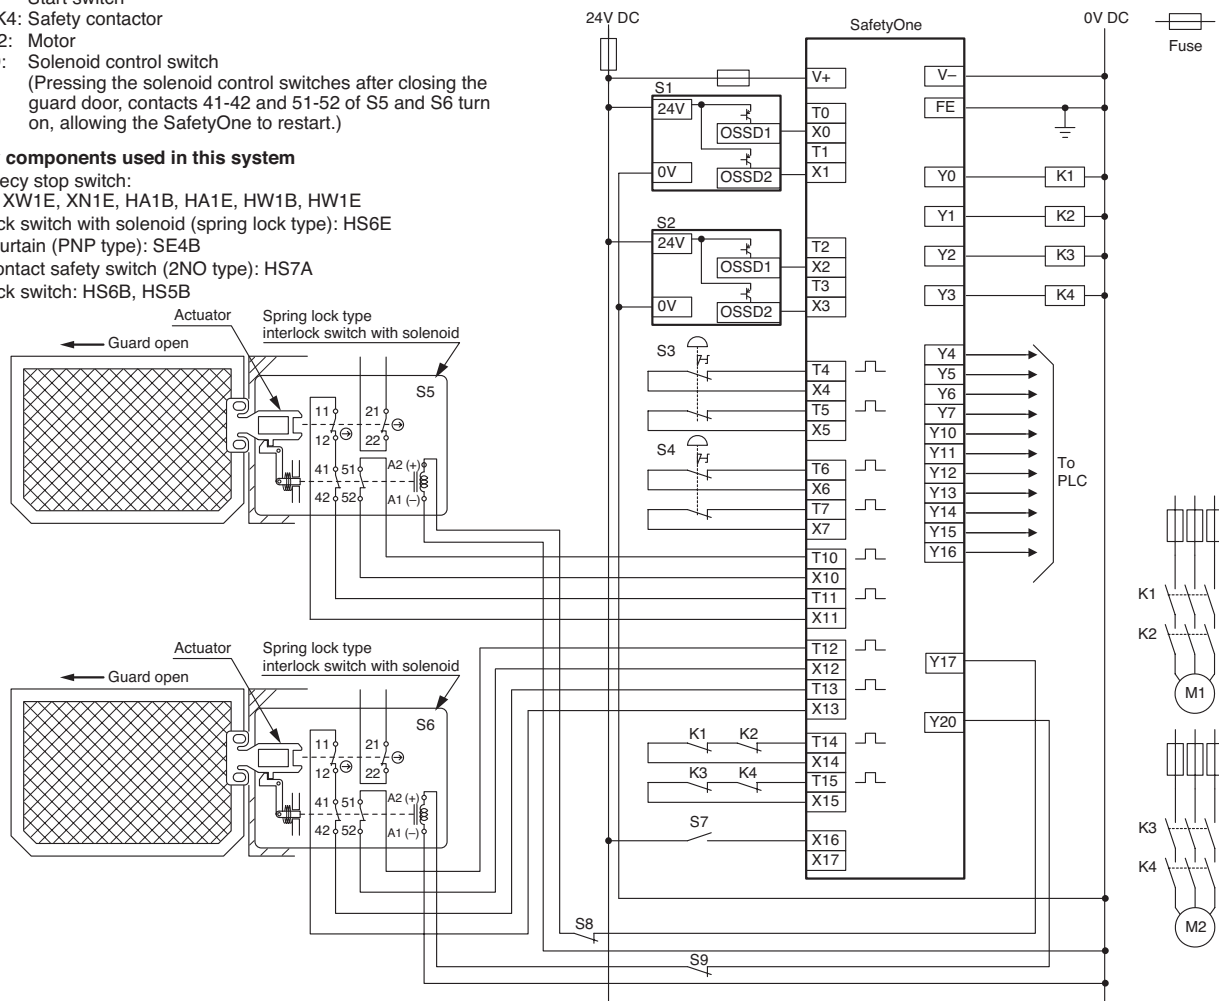 Start switch
K4: Safety contactor
2: Motor
: Solenoid control switch
(Pressing the solenoid control switches after closing the
guard door, contacts 41-42 and 51-52 of S5 and S6 turn
on, allowing the SafetyOne to restart.)
components used in this system
ecy stop switch:
XW1E, XN1E, HA1B, HA1E, HW1B, HW1E
ck switch with solenoid (spring lock type): HS6E
urtain (PNP type): SE4B
ontact safety switch (2NO type): HS7A
ck switch: HS6B, HS5B
24V DC
SafetyOne
0V DC
Fuse
V+
V–
FE
S1
24V
OSSD1
0V
OSSD2
T0
X0
T1
X1
Y0
K1
Y1
K2
S2
24V
OSSD1
0V
OSSD2
T2
X2
T3
X3
Y2
K3
Y3
K4
S3
T4
X4
T5
X5
S4
T6
X6
T7
X7
Y4
Y5
Y6
Y7
Y10
Y11
Y12
Y13
Y14
Y15
Y16
To
PLC
Actuator
Spring lock type
interlock switch with solenoid
Guard open
S5
11
21
12
22
41
51
A2 (+)
42
52
A1 (–)
T10
X10
T11
X11
K1
K2
M1
Actuator
Spring lock type
interlock switch with solenoid
Guard open
S6
11
21
12
22
41
51
A2 (+)
42
52
A1 (–)
T12
X12
T13
X13
Y17
Y20
K1
K2
T14
X14
K3
K4
T15
X15
S7
X16
X17
K3
K4
M2
S8
S9